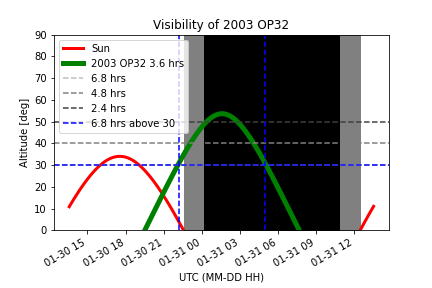 Visibility of 2003 OP32
Sun
2003 OP32 3.6 hrs
6.8 hrs
4.8 hrs
2.4 hrs
6.8 hrs above 30
Altitude [deg]
90
80
70
60
50
40
30
20
10
0
01-30 15
01-30 18
01-30 21
01-31 00
01-31 03
01-31 06
01-31 09
01-31 12
UTC (MM-DD HH)